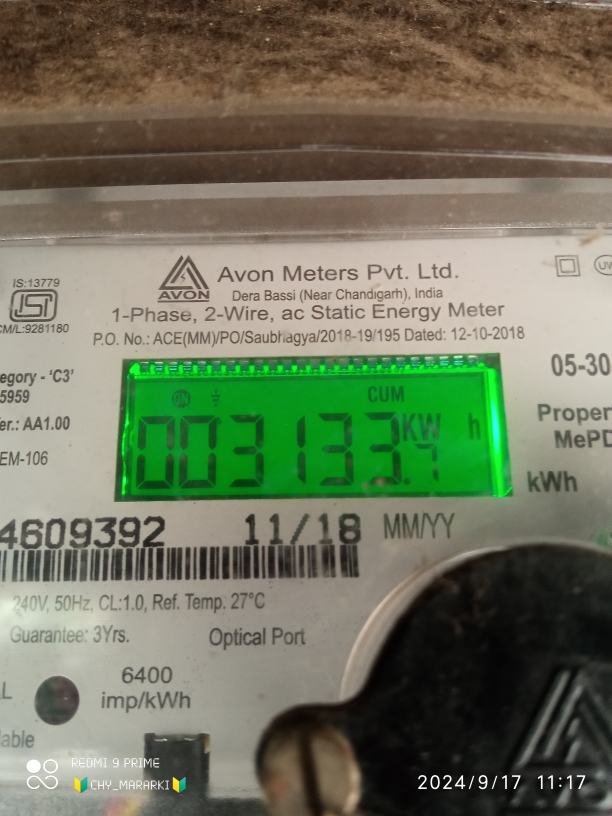 IS:13779
CM/L:9281180
AVON
Avon Meters Pvt. Ltd.
Dera Bassi (Near Chandigarh), India
1-Phase, 2-Wire, ac Static Energy Meter
P.O. No.: ACE(MM)/PO/Saubhagya/2018-19/195 Dated: 12-10-2018
egory - 'C3'
5959
er.: AA1.00
EM-106
05-30
Proper
MePD
kWh
ON
CUM
003133.7 KW h
4609392 11/18 MM/YY
240V, 50Hz, CL:1.0, Ref. Temp: 27°C
Guarantee: 3Yrs. Optical Port
6400
imp/kWh
AL
lable
REDMI 9 PRIME
CHY_MARARKI
2024/9/17 11:17